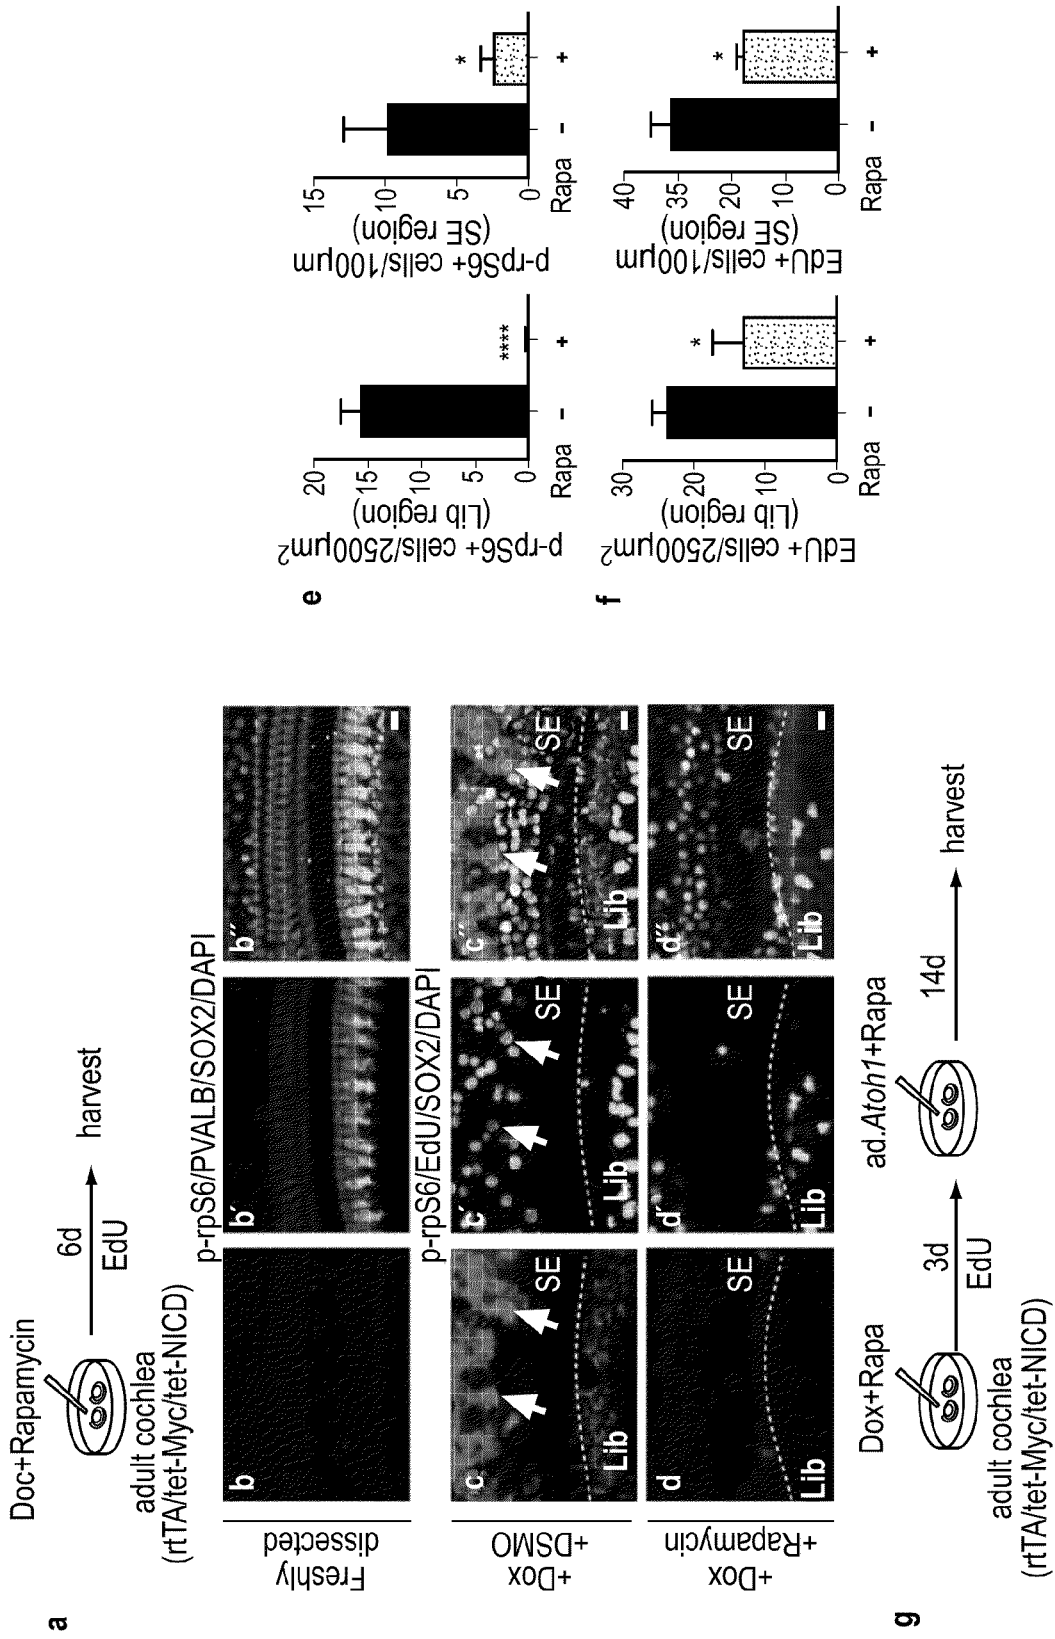 a
Doc+Rapamycin
adult cochlea
(rtTA/tet-Myc/tet-NICD)
6d
EdU
harvest
p-rpS6/PVALB/SOX2/DAPI
Freshly
dissected
b
b´
b´´
p-rpS6/EdU/SOX2/DAPI
+Dox
+DSMO
c
SE
Lib
c´
SE
Lib
c´´
SE
Lib
+Dox
+Rapamycin
d
SE
Lib
d´
SE
Lib
d´´
SE
Lib
e
p-rpS6+ cells/2500µm²
(Lib region)
20
15
10
5
0
Rapa
-
+
****
p-rpS6+ cells/100µm
(SE region)
15
10
5
0
Rapa
-
+
*
f
EdU+ cells/2500µm²
(Lib region)
30
20
10
0
Rapa
-
+
*
EdU+ cells/100µm
(SE region)
40
35
20
10
0
Rapa
-
+
*
g
Dox+Rapa
adult cochlea
(rtTA/tet-Myc/tet-NICD)
3d
EdU
ad.Atoh1+Rapa
14d
harvest